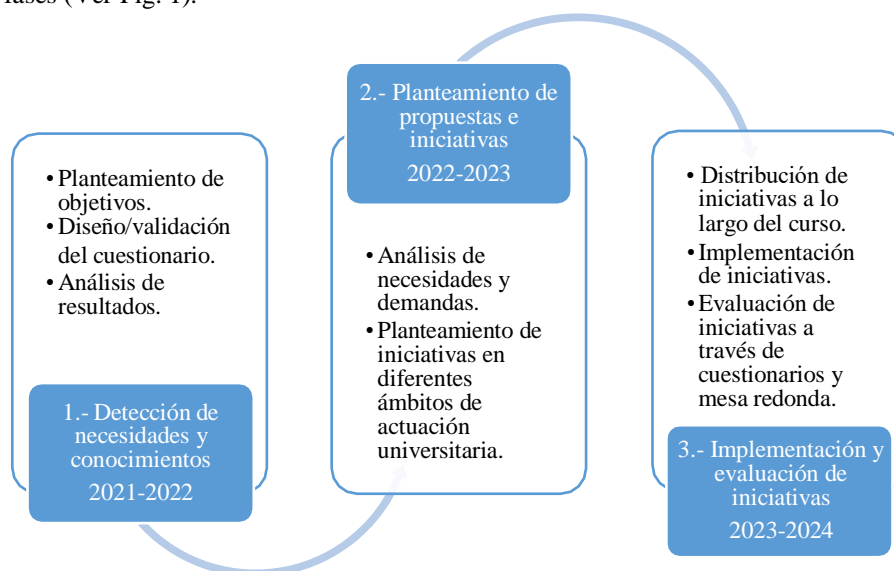 fases (Ver Fig. 1).
• Planteamiento de
objetivos.
• Diseño/validación
del cuestionario.
• Análisis de
resultados.
1.- Detección de
necesidades y
conocimientos
2021-2022
2.- Planteamiento de
propuestas e
iniciativas
2022-2023
• Análisis de
necesidades y
demandas.
• Planteamiento de
iniciativas en
diferentes
ámbitos de
actuación
universitaria.
• Distribución de
iniciativas a lo
largo del curso.
• Implementación
de iniciativas.
• Evaluación de
iniciativas a
través de
cuestionarios y
mesa redonda.
3.- Implementación y
evaluación de
iniciativas
2023-2024